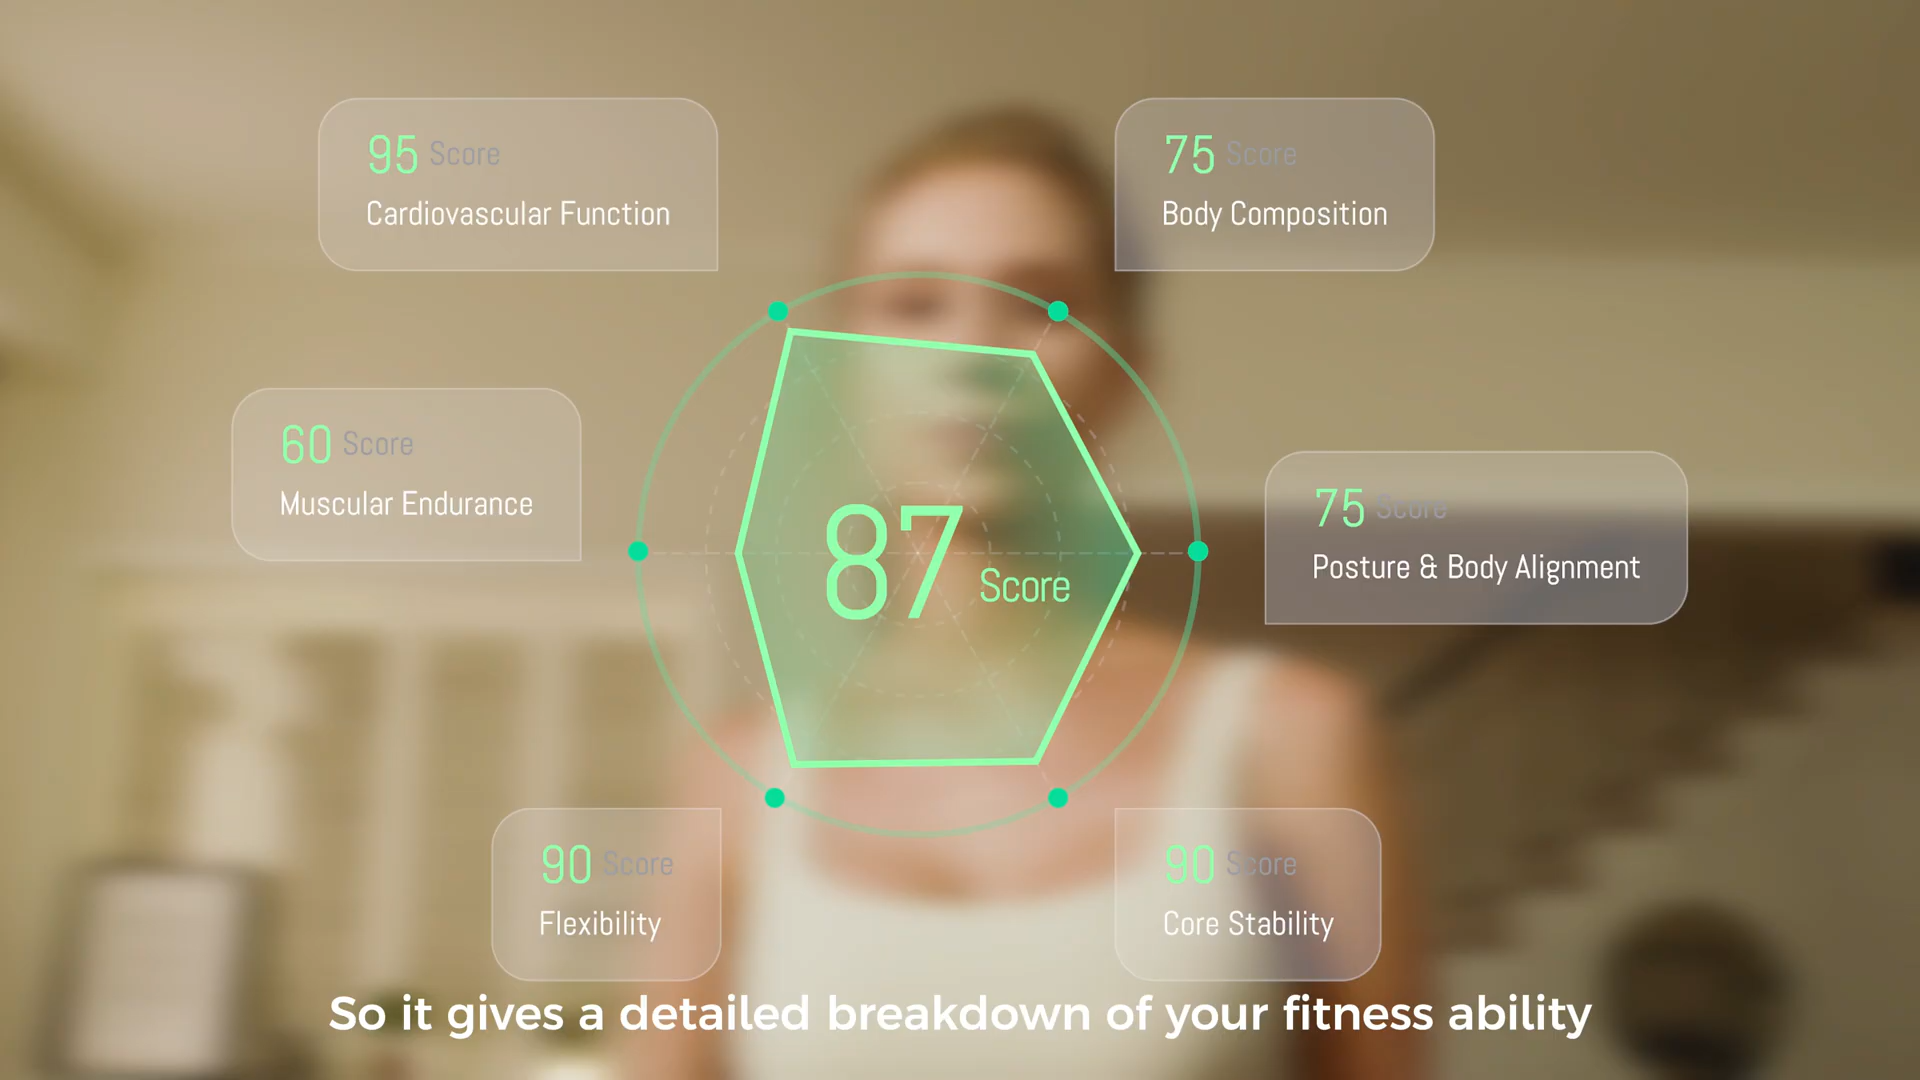 95 Score
Cardiovascular Function
75 Score
Body Composition
60 Score
Muscular Endurance
75 Score
Posture & Body Alignment
87 Score
90 Score
Flexibility
90 Score
Core Stability
So it gives a detailed breakdown of your fitness ability